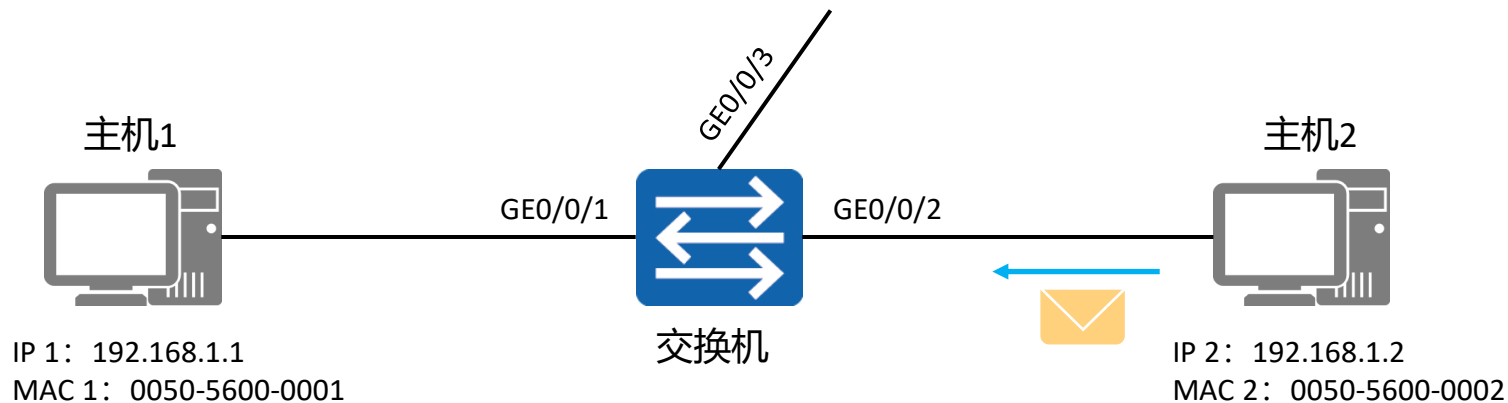 GE0/0/3
主机1
主机2
GE0/0/1
GE0/0/2
交换机
IP 1：192.168.1.1
MAC 1：0050-5600-0001
IP 2：192.168.1.2
MAC 2：0050-5600-0002